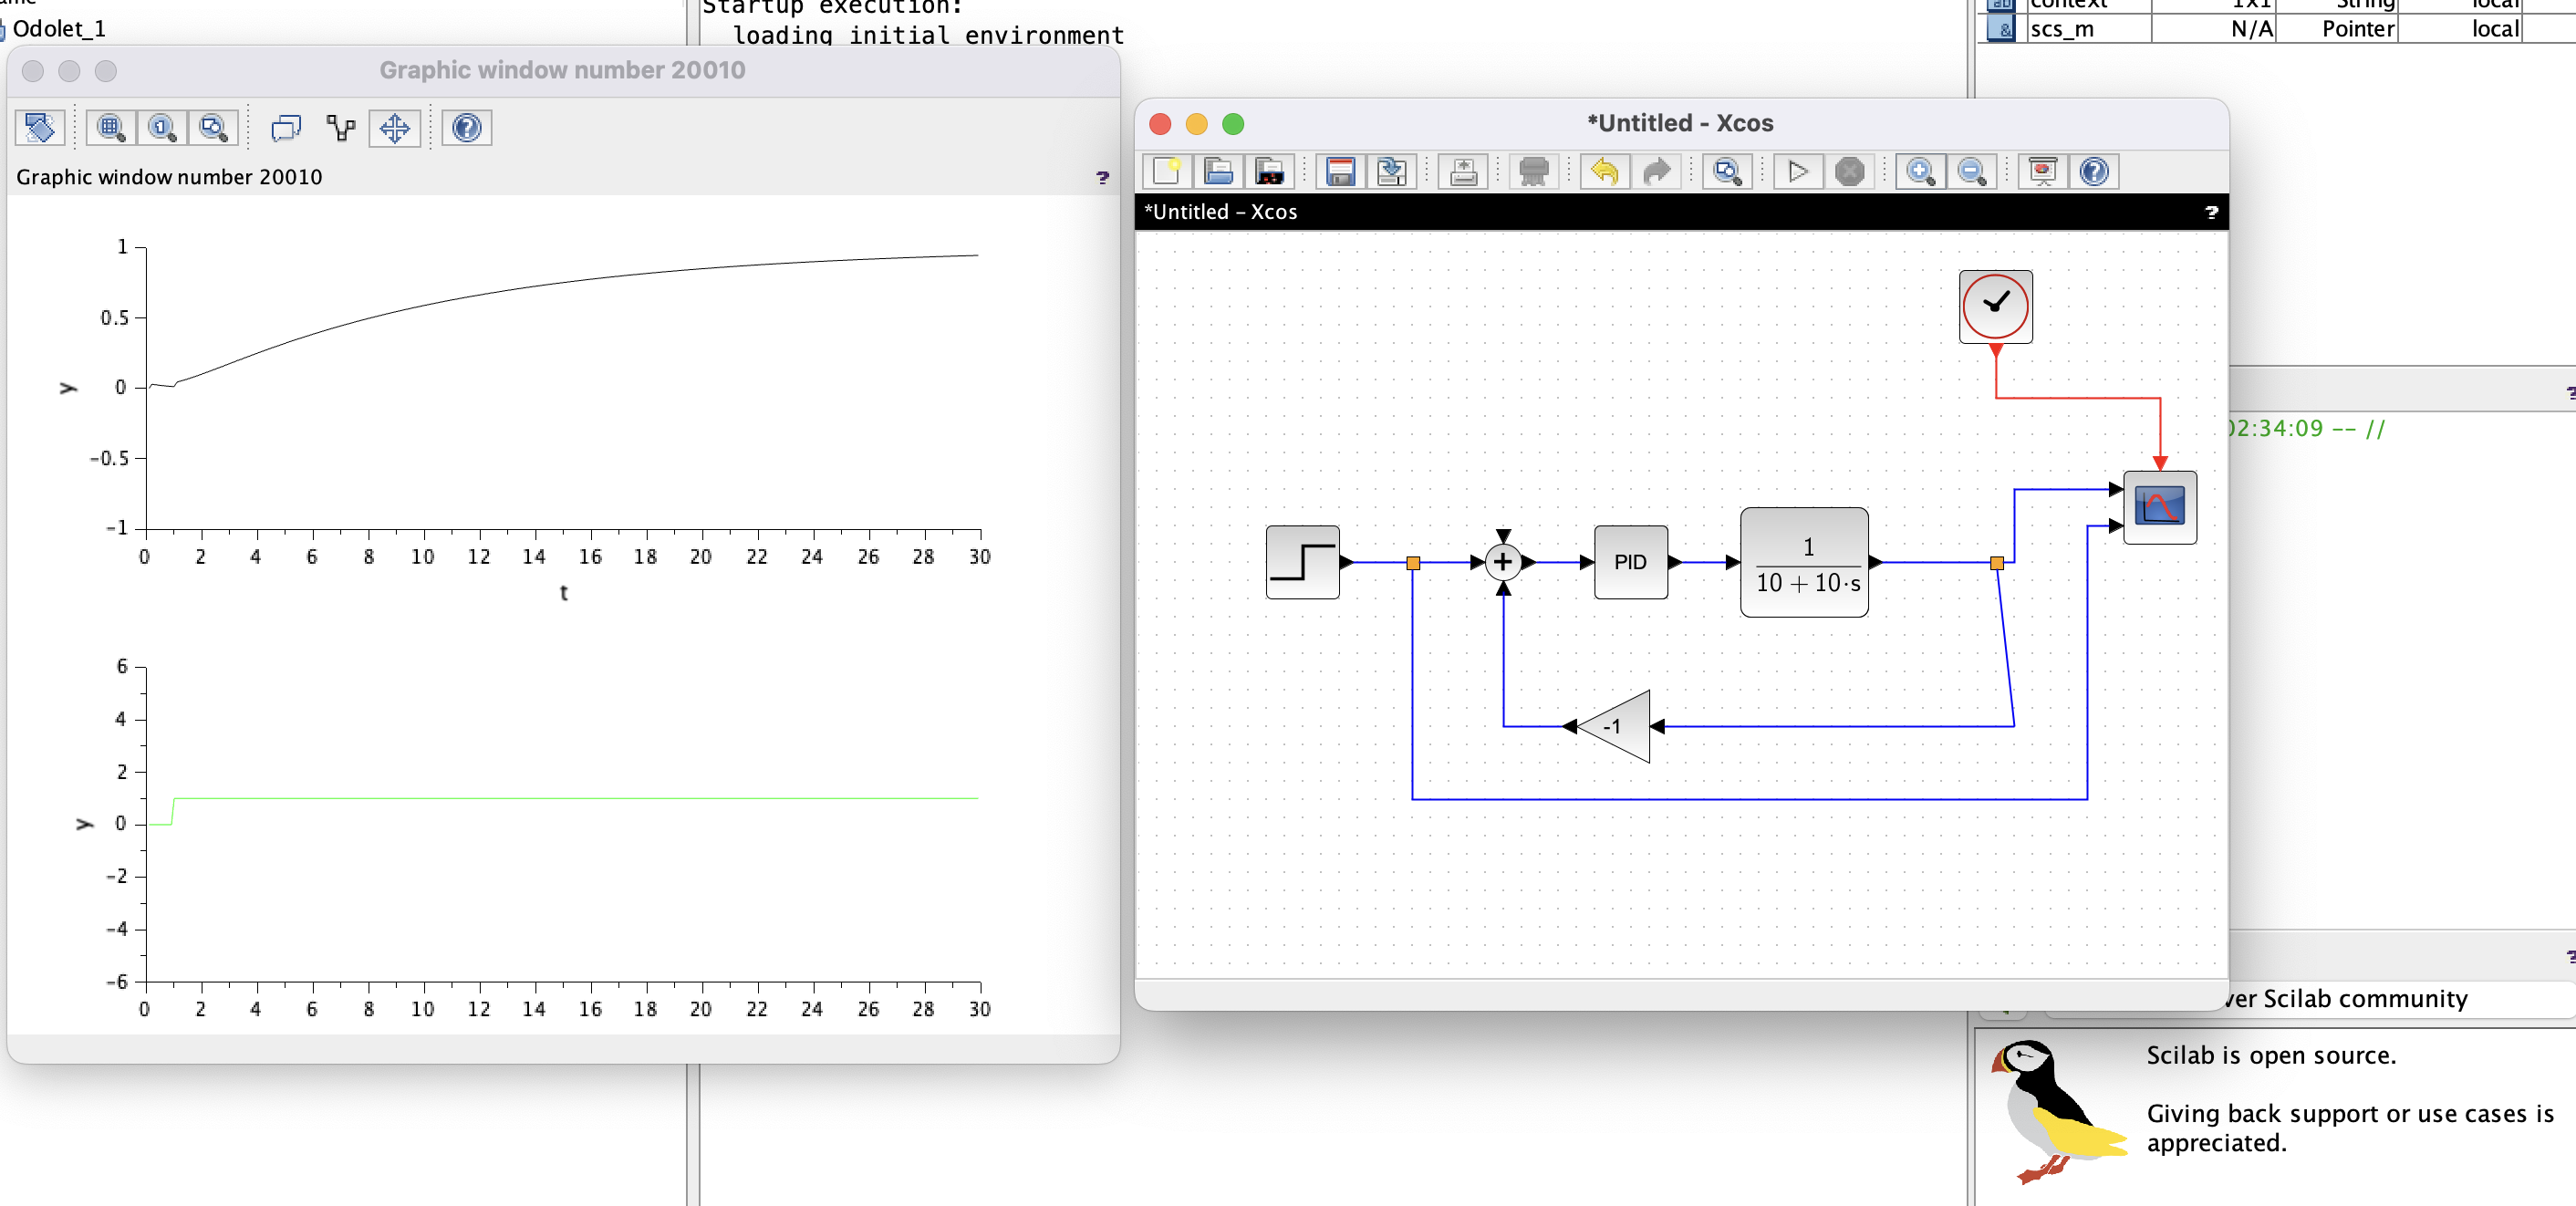 Odolet_1
Startup execution:
loading initial environment
context 1x1 String local
scs_m N/A Pointer local
Graphic window number 20010
Graphic window number 20010 ?
1
0.5
0
-0.5
-1
y
0 2 4 6 8 10 12 14 16 18 20 22 24 26 28 30
t
6
4
2
0
-2
-4
-6
y
0 2 4 6 8 10 12 14 16 18 20 22 24 26 28 30
*Untitled - Xcos
*Untitled – Xcos ?
+
PID
1
10 + 10·s
-1
?
02:34:09 -- //
?
ver Scilab community
Scilab is open source.
Giving back support or use cases is
appreciated.